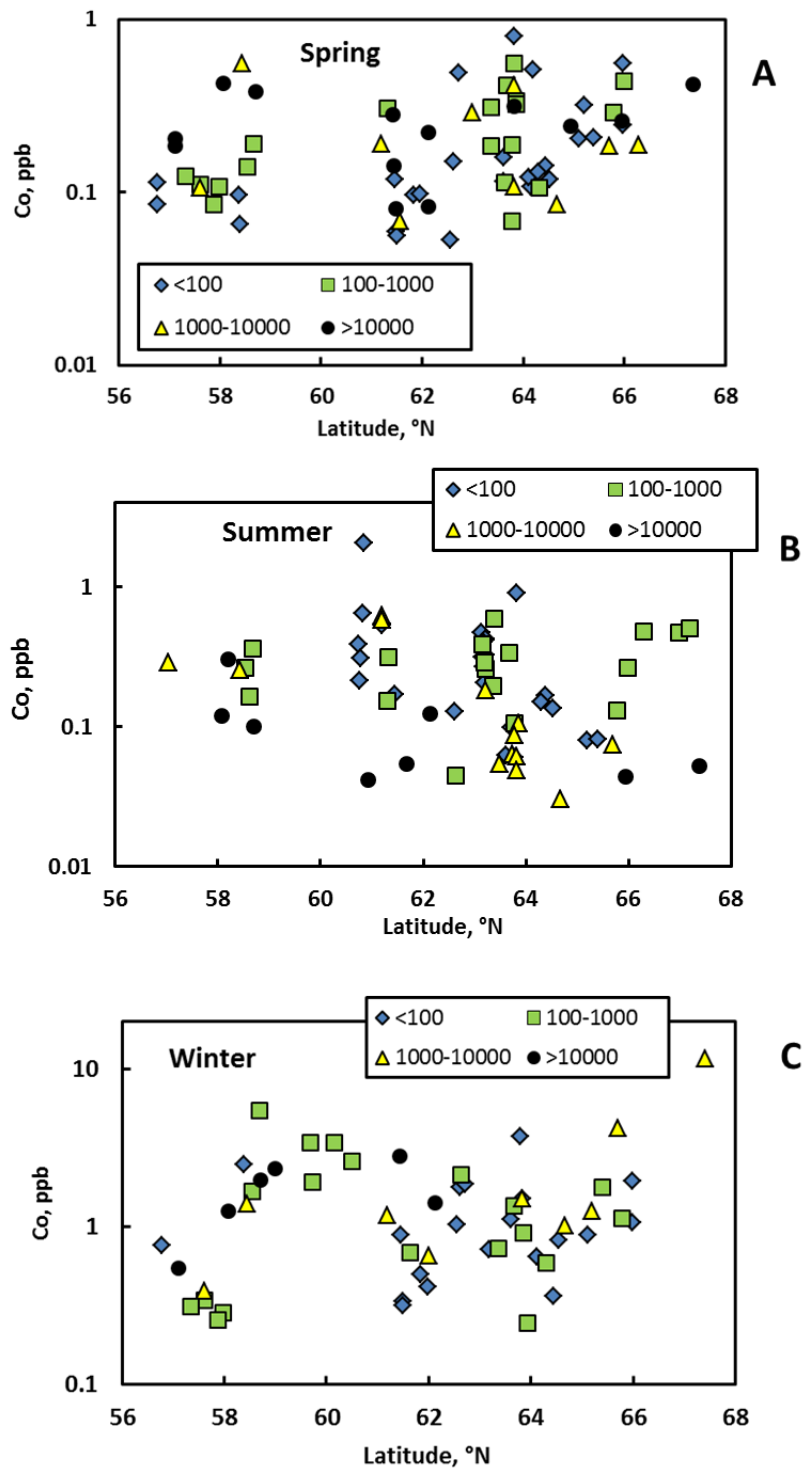 1
Spring
A
Co, ppb
0.1
<100 100-1000
1000-10000 >10000
0.01
56 58 60 62 64 66 68
Latitude, °N
<100 100-1000
1000-10000 >10000
Summer
B
1
Co, ppb
0.1
0.01
56 58 60 62 64 66 68
Latitude, °N
<100 100-1000
1000-10000 >10000
Winter
C
10
Co, ppb
1
0.1
56 58 60 62 64 66 68
Latitude, °N